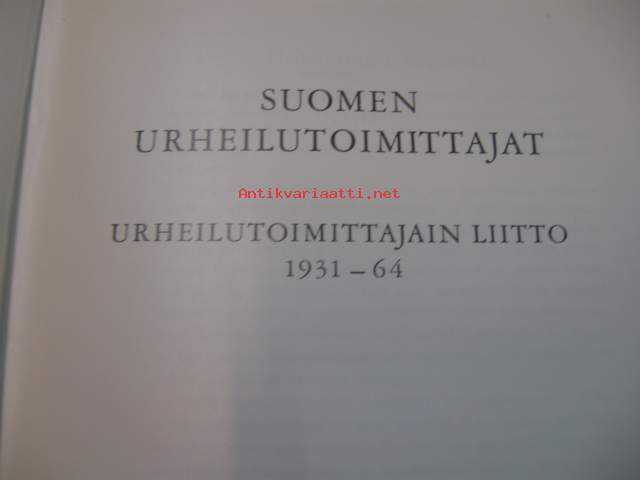 SUOMEN
URHEILUTOIMITTAJAT
Antikvariaatti.net
URHEILUTOIMITTAJAIN LIITTO
1931 – 64